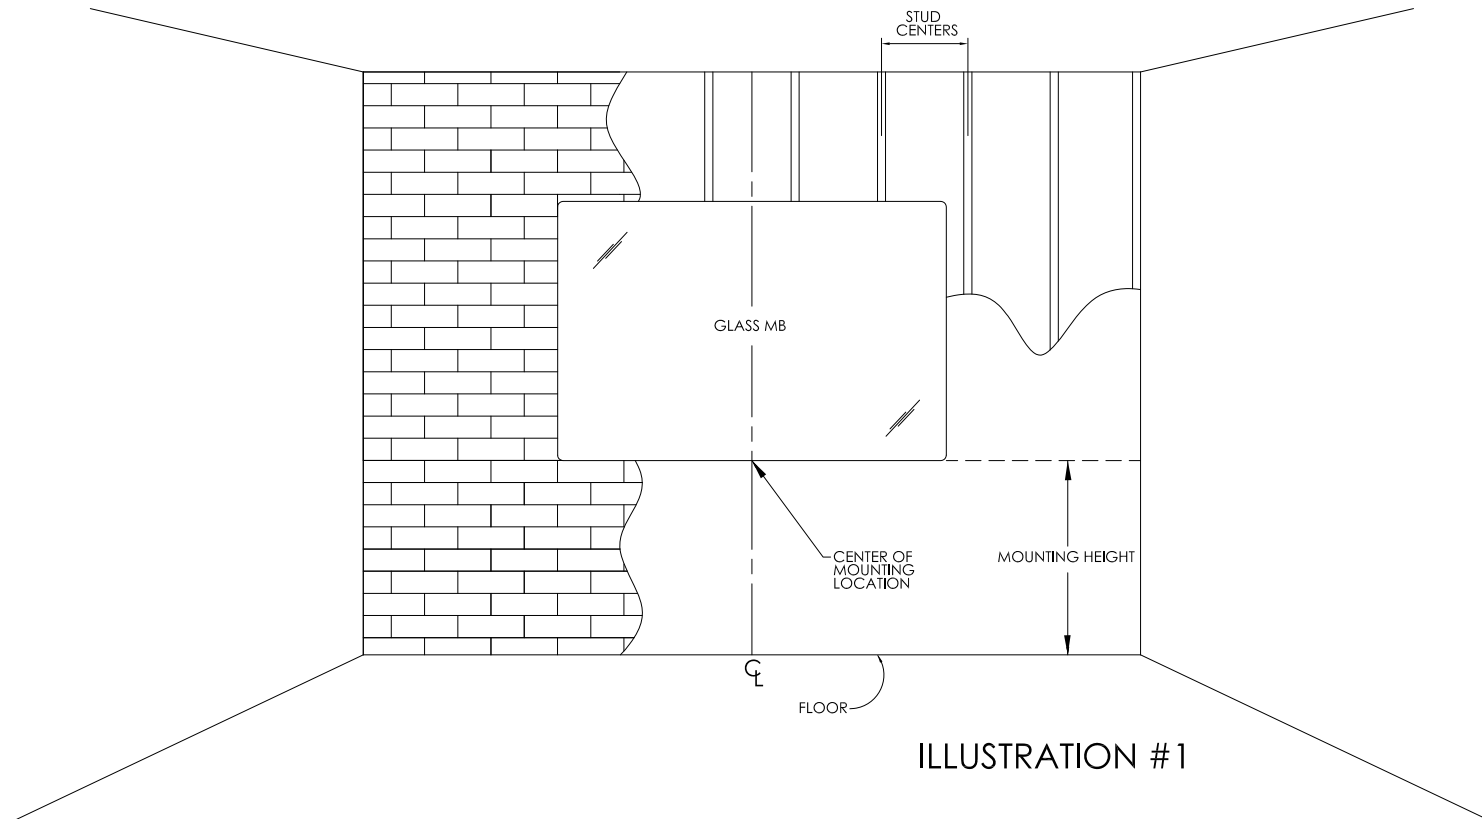 STUD
CENTERS
GLASS MB
CENTER OF
MOUNTING
LOCATION
MOUNTING HEIGHT
℄
FLOOR
ILLUSTRATION #1